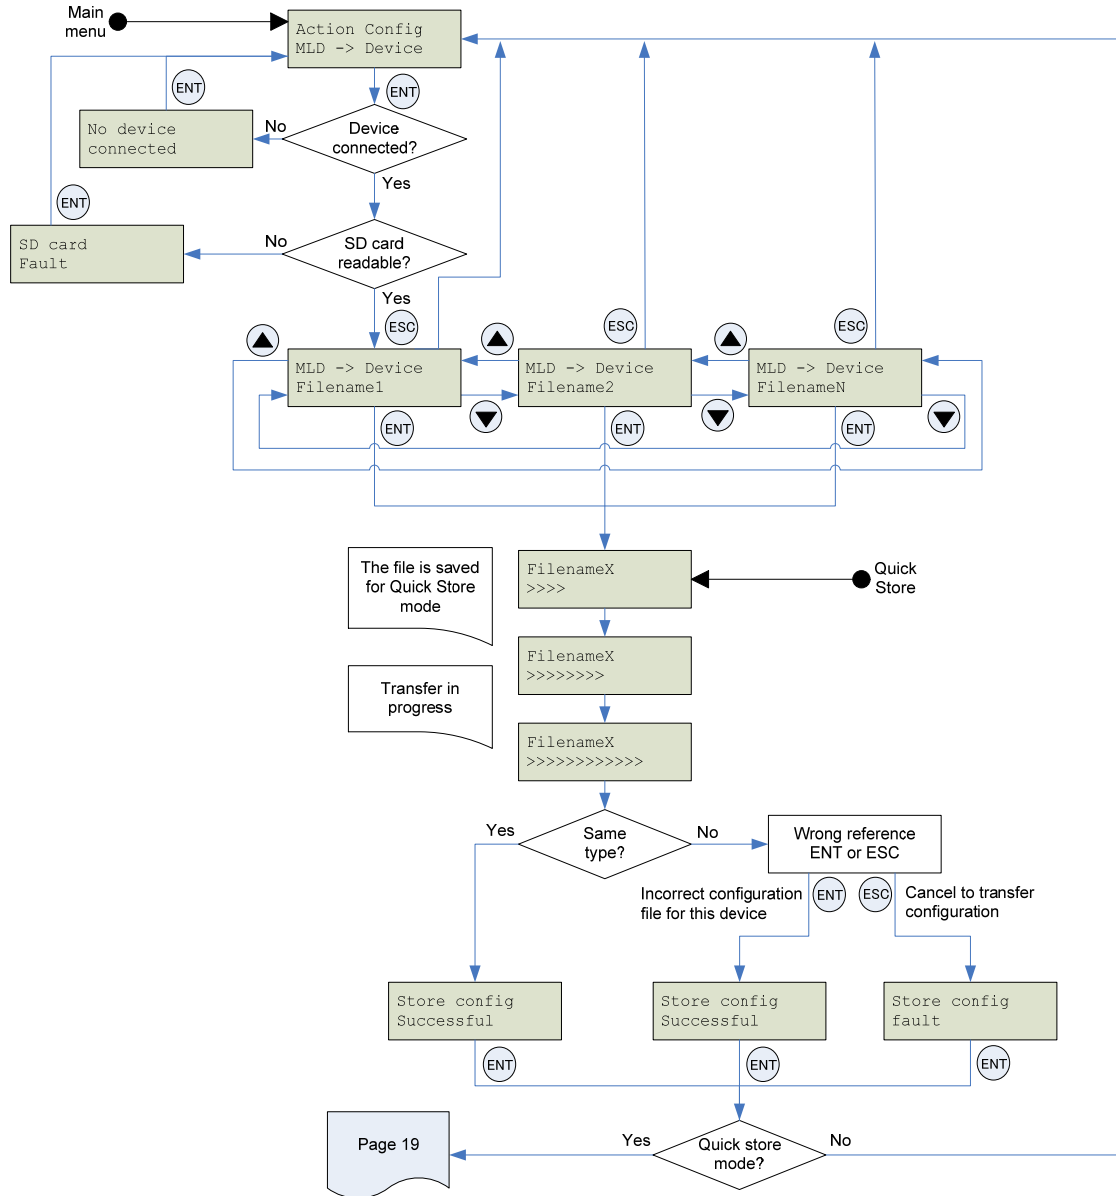 Main
menu
Action Config
MLD -> Device
ENT
ENT
No device
connected
No
Device
connected?
Yes
ENT
SD card
Fault
No
SD card
readable?
Yes
ESC
ESC
ESC
MLD -> Device
Filename1
MLD -> Device
Filename2
MLD -> Device
FilenameN
ENT
ENT
ENT
The file is saved
for Quick Store
mode
FilenameX
>>>>
Quick
Store
FilenameX
>>>>>>>>
Transfer in
progress
FilenameX
>>>>>>>>>>>>
Yes
Same
type?
No
Wrong reference
ENT or ESC
Incorrect configuration
file for this device
ENT
ESC
Cancel to transfer
configuration
Store config
Successful
Store config
Successful
Store config
fault
ENT
ENT
ENT
Page 19
Yes
Quick store
mode?
No